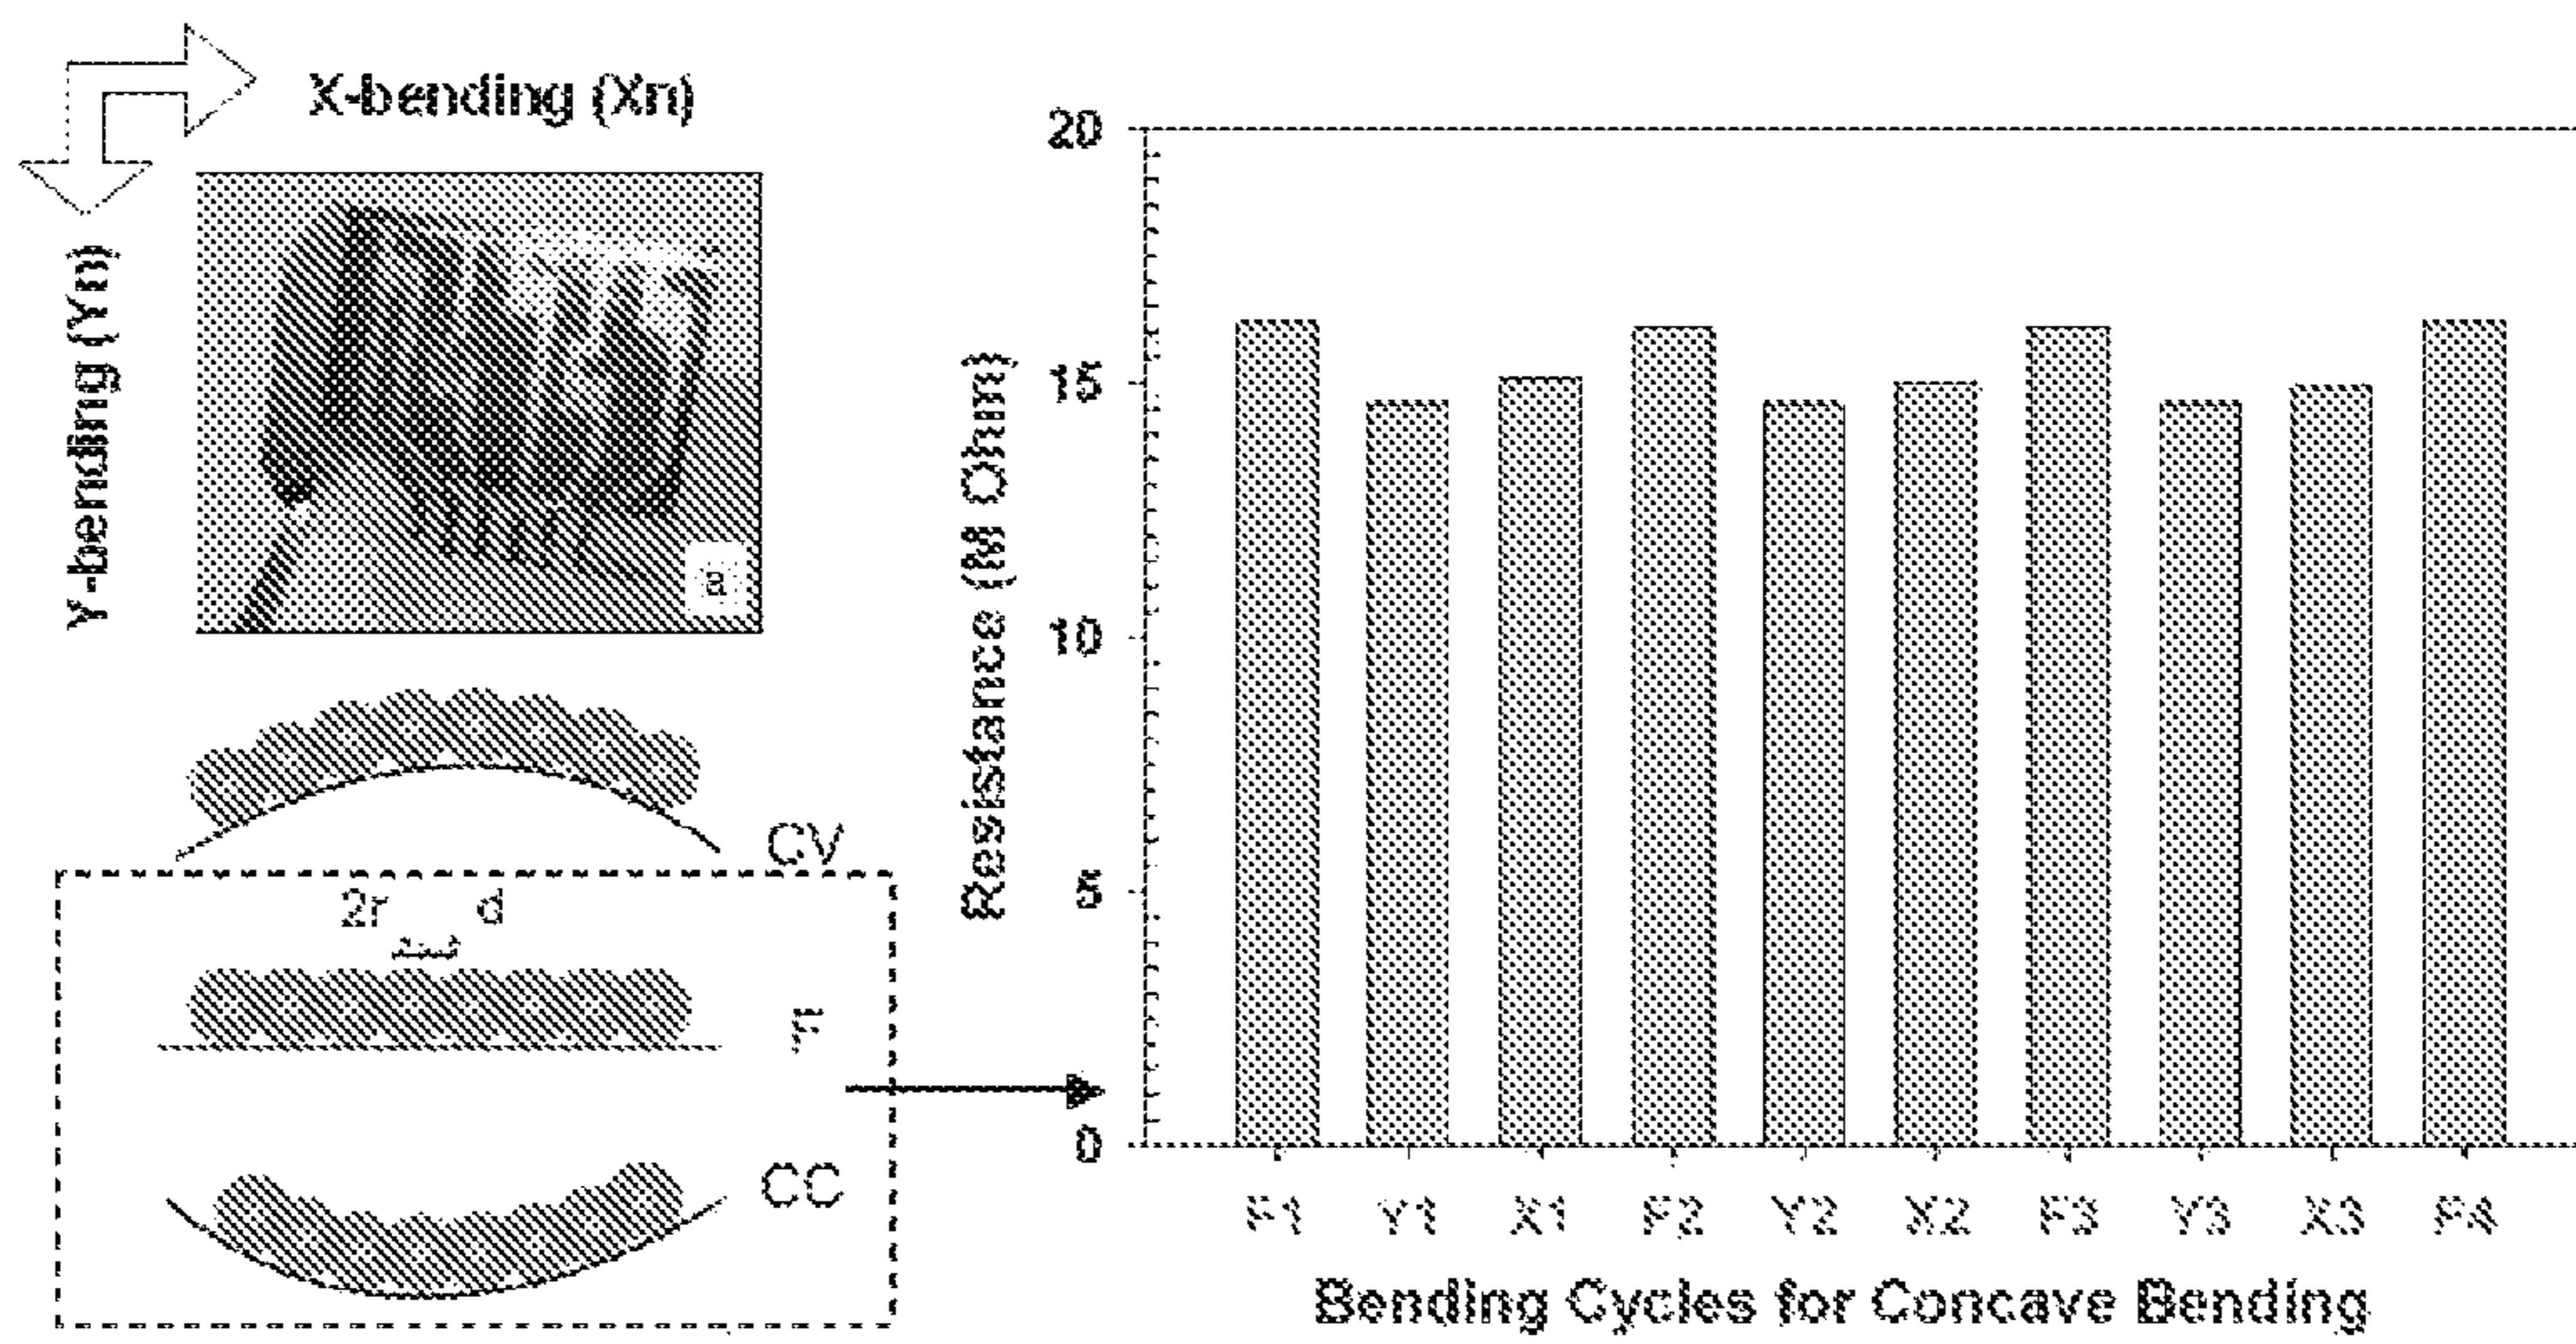 X-bending (Xn)
Y-bending (Yn)
a
CV
2r d
Fn
CC
Resistance (M Ohm)
20
15
10
5
0
F1 Y1 X1 F2 Y2 X2 F3 Y3 X3 F4
Bending Cycles for Concave Bending